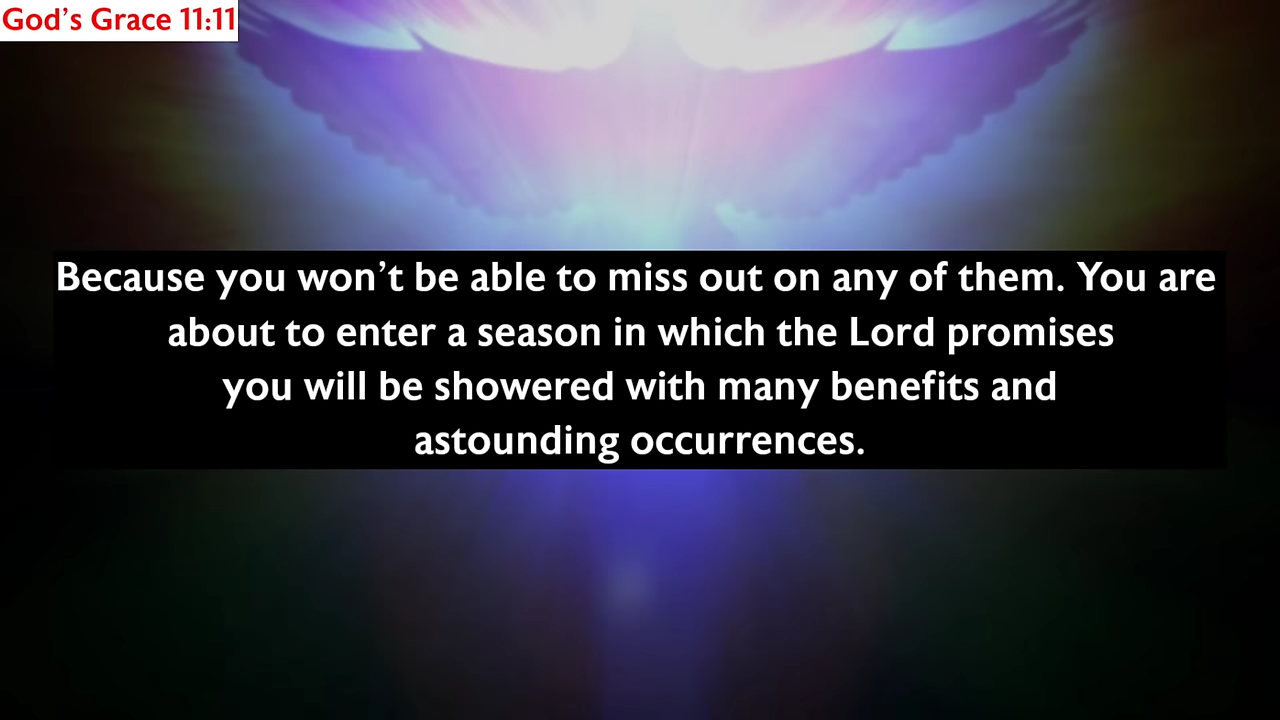 God’s Grace 11:11
Because you won’t be able to miss out on any of them. You are
about to enter a season in which the Lord promises
you will be showered with many benefits and
astounding occurrences.